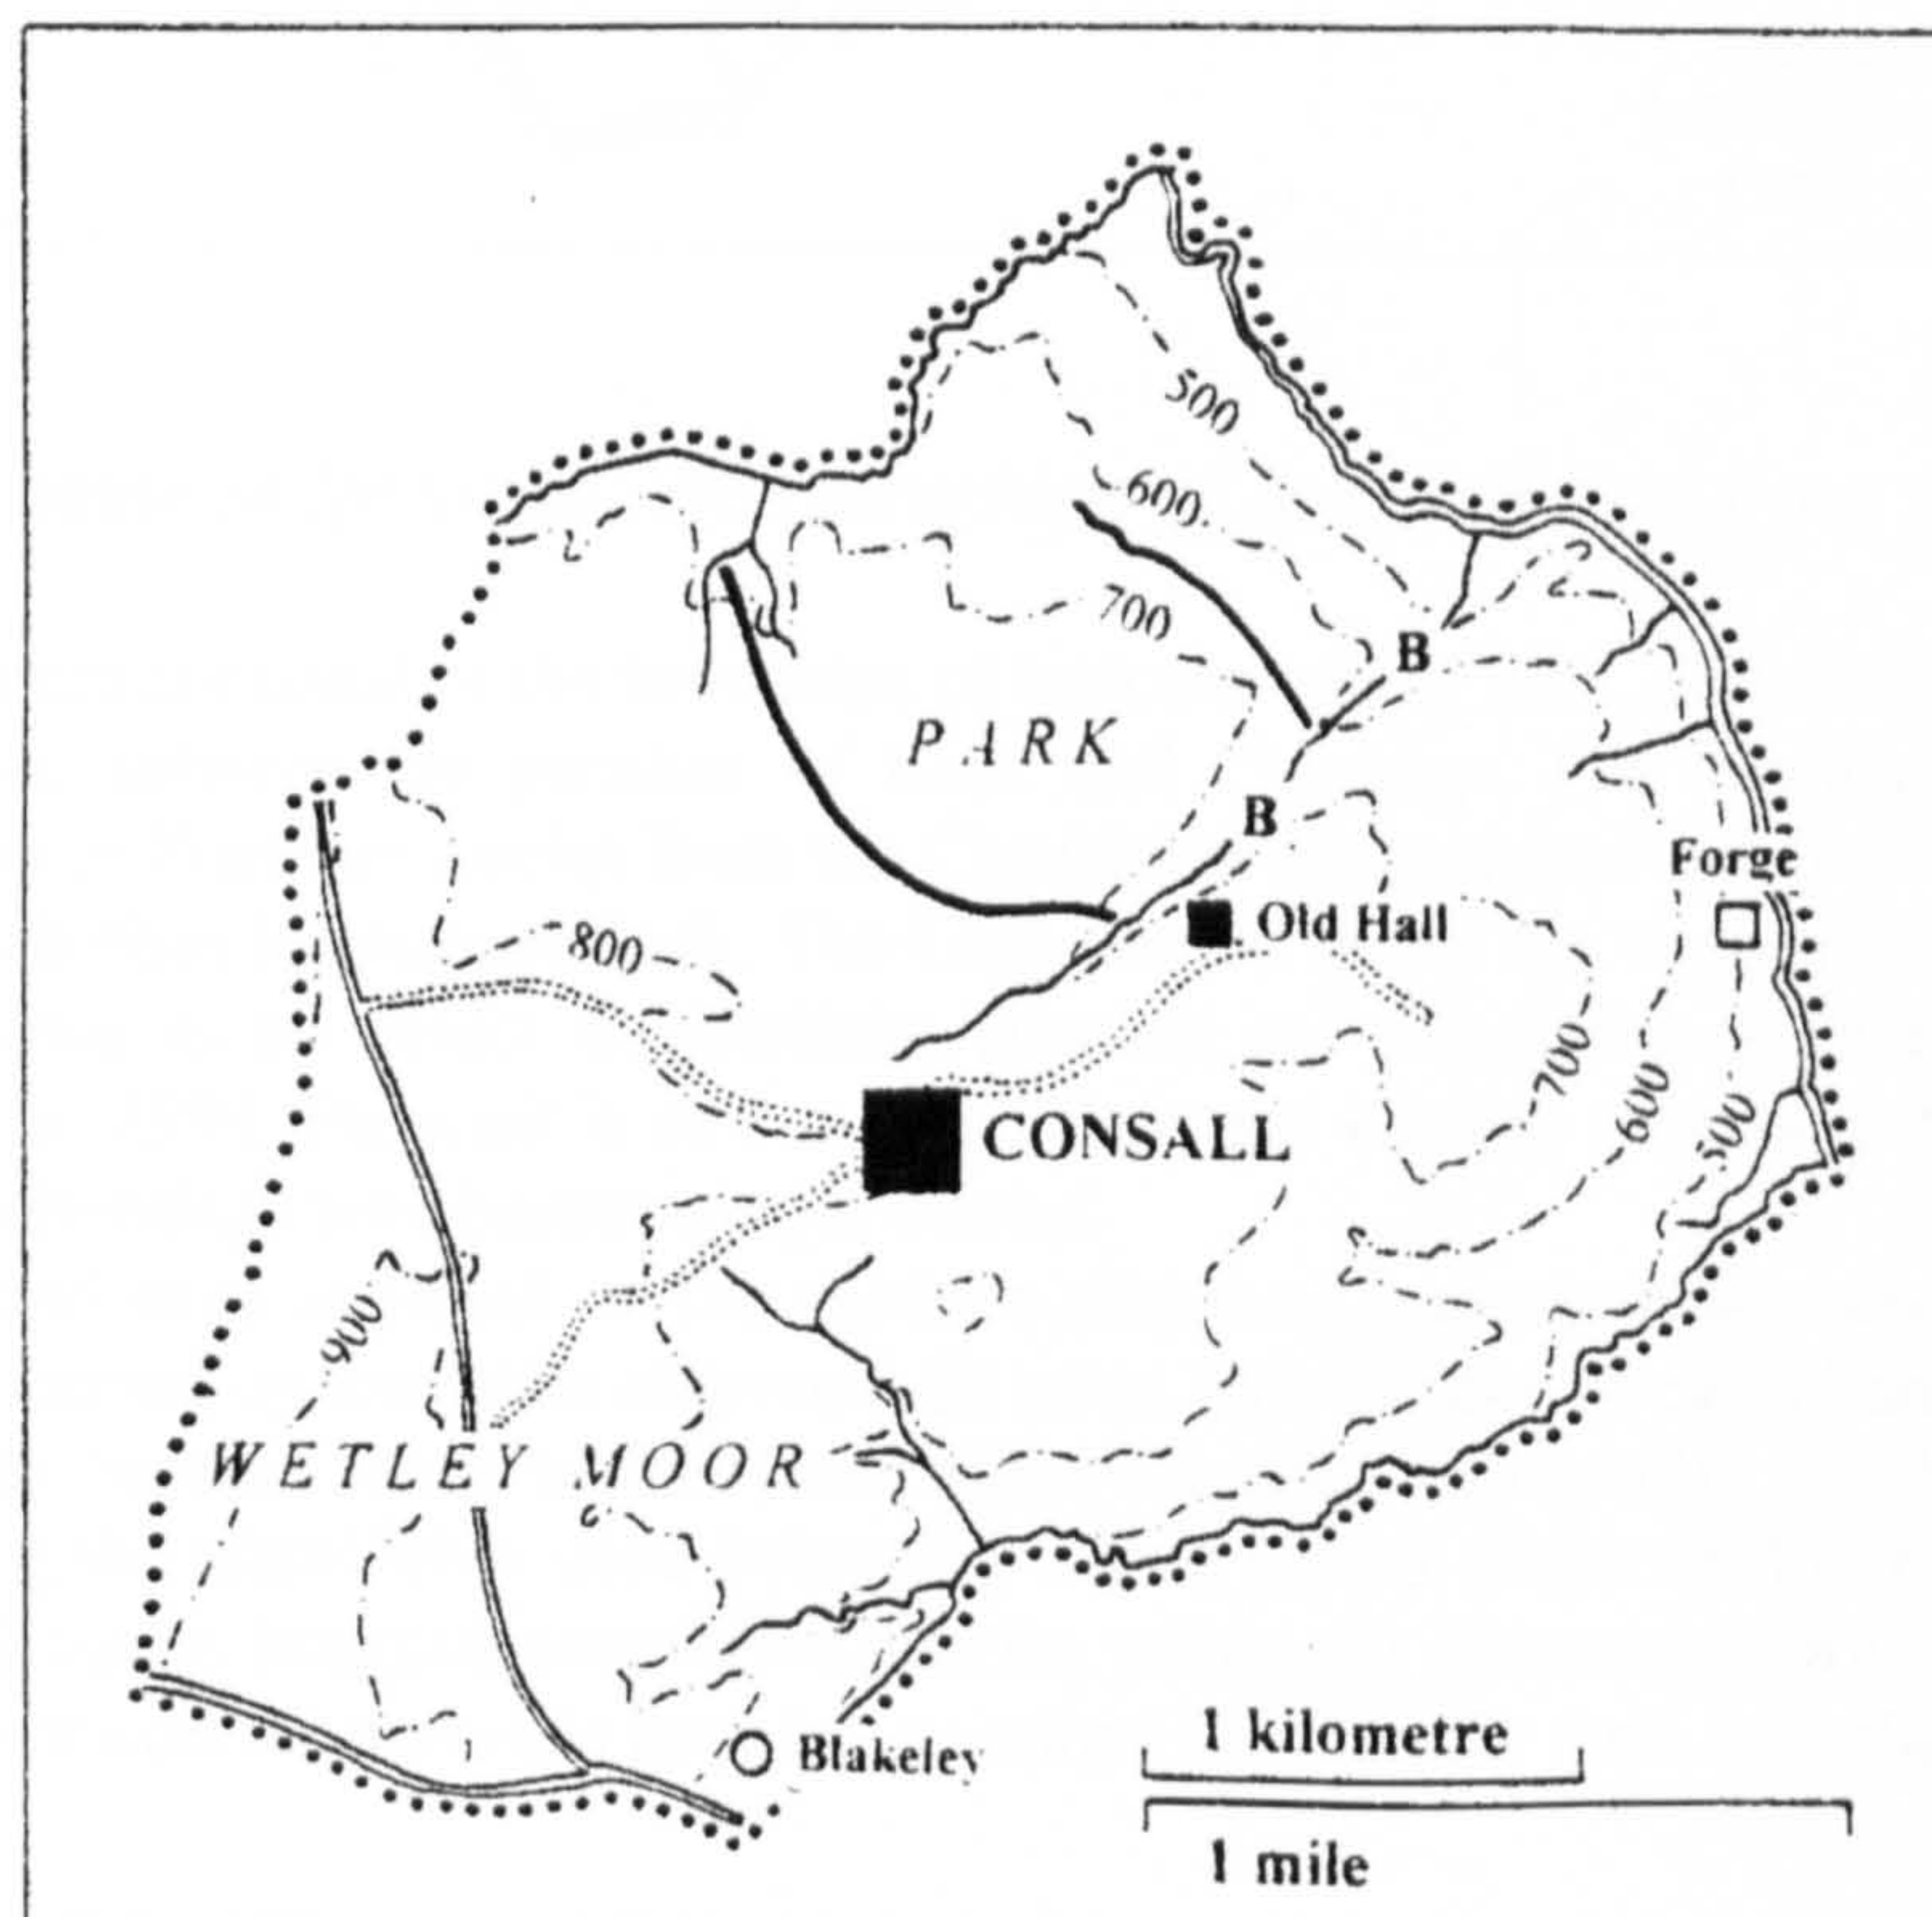 500
600
700
B
PARK
B
Forge
Old Hall
800
CONSALL
700
600
500
900
WETLEY MOOR
1 kilometre
Blakeley
1 mile